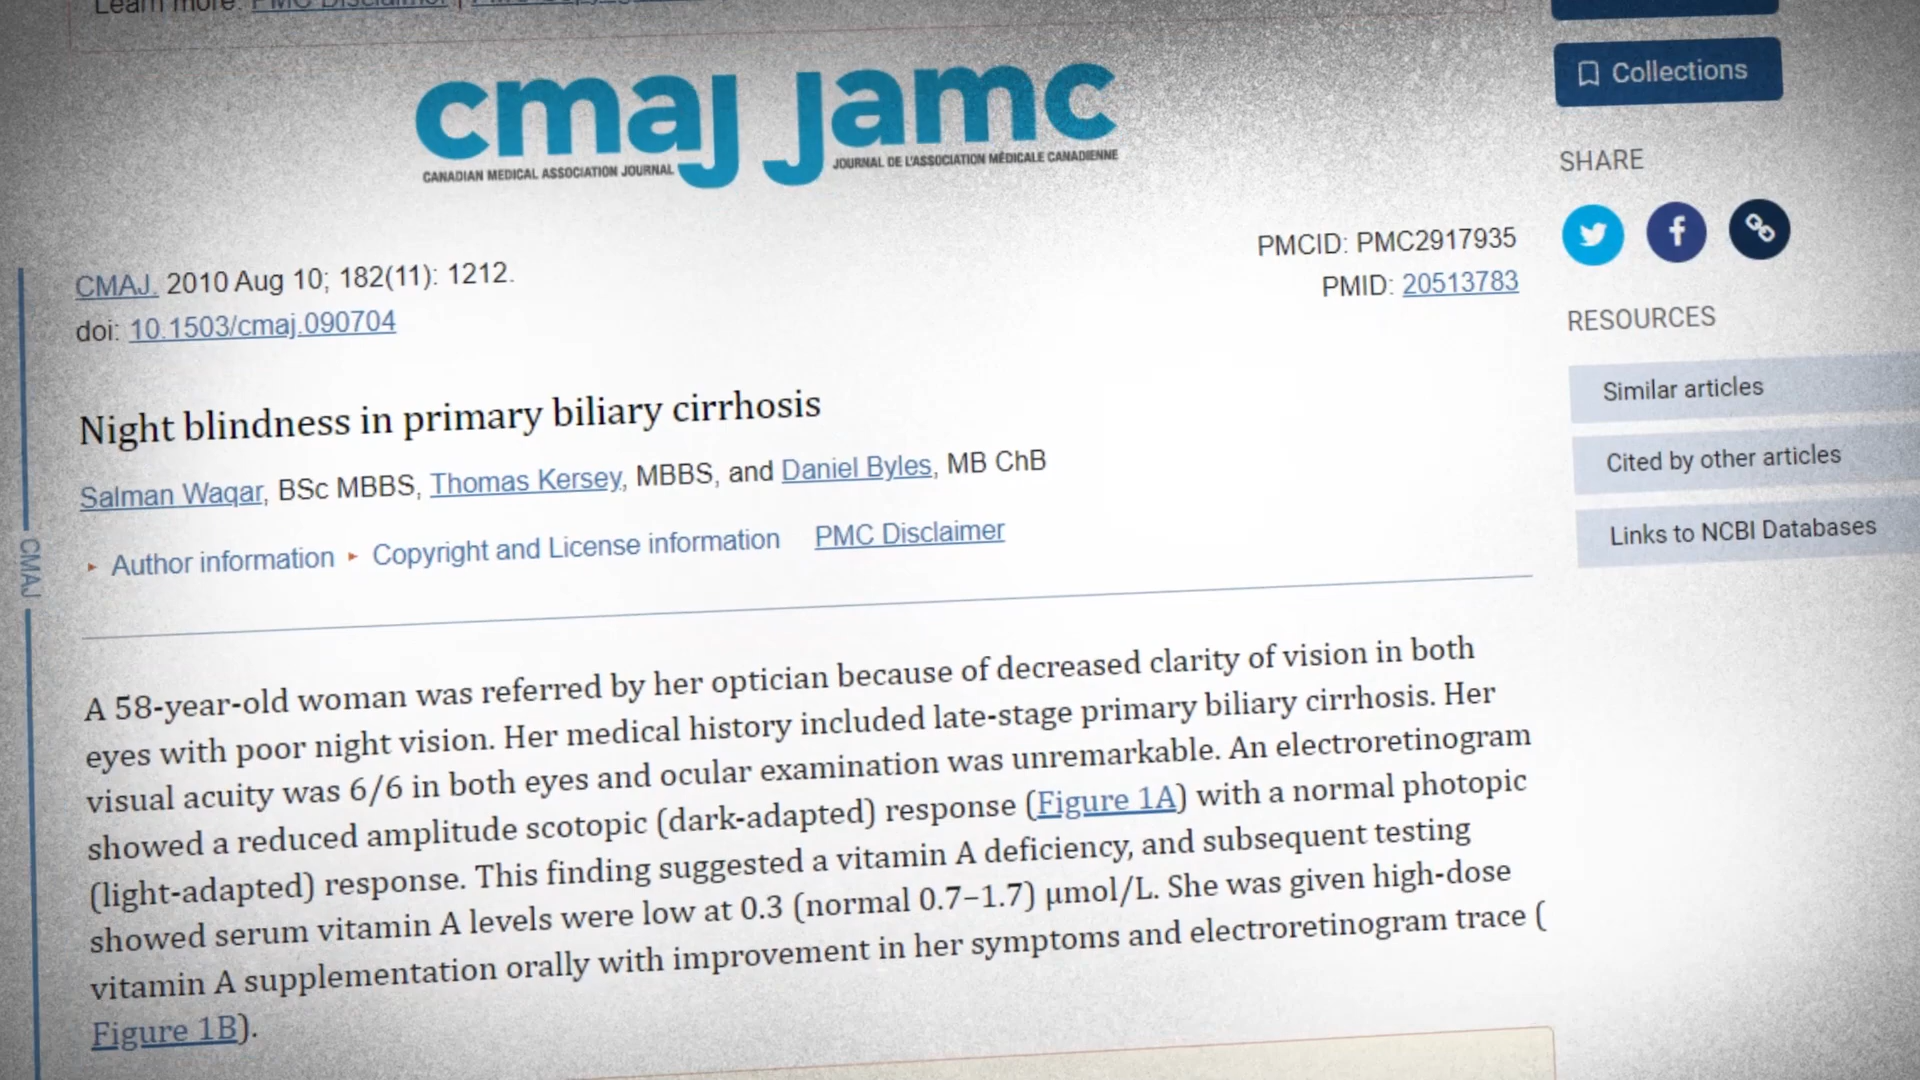 Learn more: PMC Disclaimer |
cmaj jamc
CANADIAN MEDICAL ASSOCIATION JOURNAL
JOURNAL DE L'ASSOCIATION MÉDICALE CANADIENNE
CMAJ. 2010 Aug 10; 182(11): 1212.
doi: 10.1503/cmaj.090704
PMCID: PMC2917935
PMID: 20513783
Night blindness in primary biliary cirrhosis
Salman Waqar, BSc MBBS, Thomas Kersey, MBBS, and Daniel Byles, MB ChB
Author information Copyright and License information PMC Disclaimer
A 58-year-old woman was referred by her optician because of decreased clarity of vision in both
eyes with poor night vision. Her medical history included late-stage primary biliary cirrhosis. Her
visual acuity was 6/6 in both eyes and ocular examination was unremarkable. An electroretinogram
showed a reduced amplitude scotopic (dark-adapted) response (Figure 1A) with a normal photopic
(light-adapted) response. This finding suggested a vitamin A deficiency, and subsequent testing
showed serum vitamin A levels were low at 0.3 (normal 0.7–1.7) μmol/L. She was given high-dose
vitamin A supplementation orally with improvement in her symptoms and electroretinogram trace (
Figure 1B).
CMAJ
Collections
SHARE
f
RESOURCES
Similar articles
Cited by other articles
Links to NCBI Databases